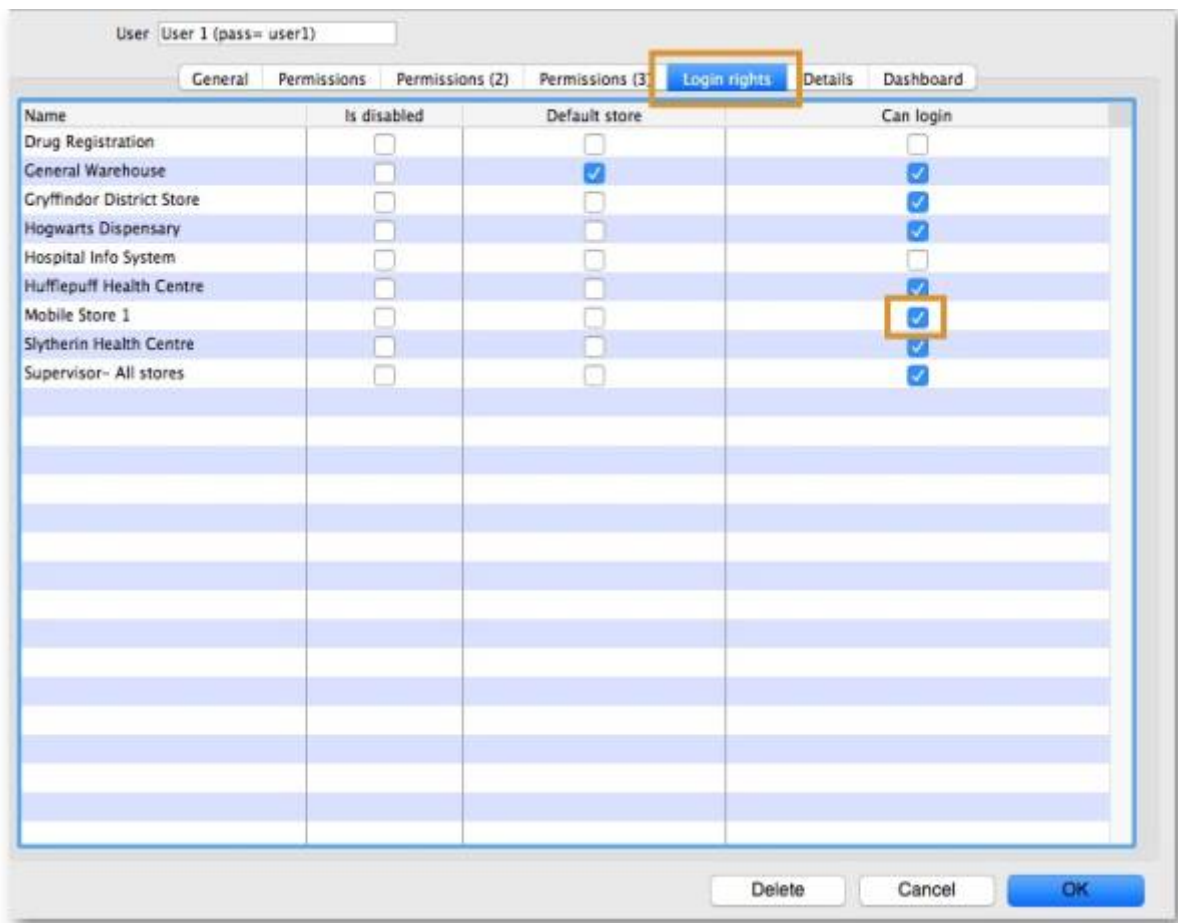 User User 1 (pass= user1)
General Permissions Permissions (2) Permissions (3) Login rights Details Dashboard
Name Is disabled Default store Can login
Drug Registration
General Warehouse
Gryffindor District Store
Hogwarts Dispensary
Hospital Info System
Hufflepuff Health Centre
Mobile Store 1
Slytherin Health Centre
Supervisor- All stores
Delete Cancel OK